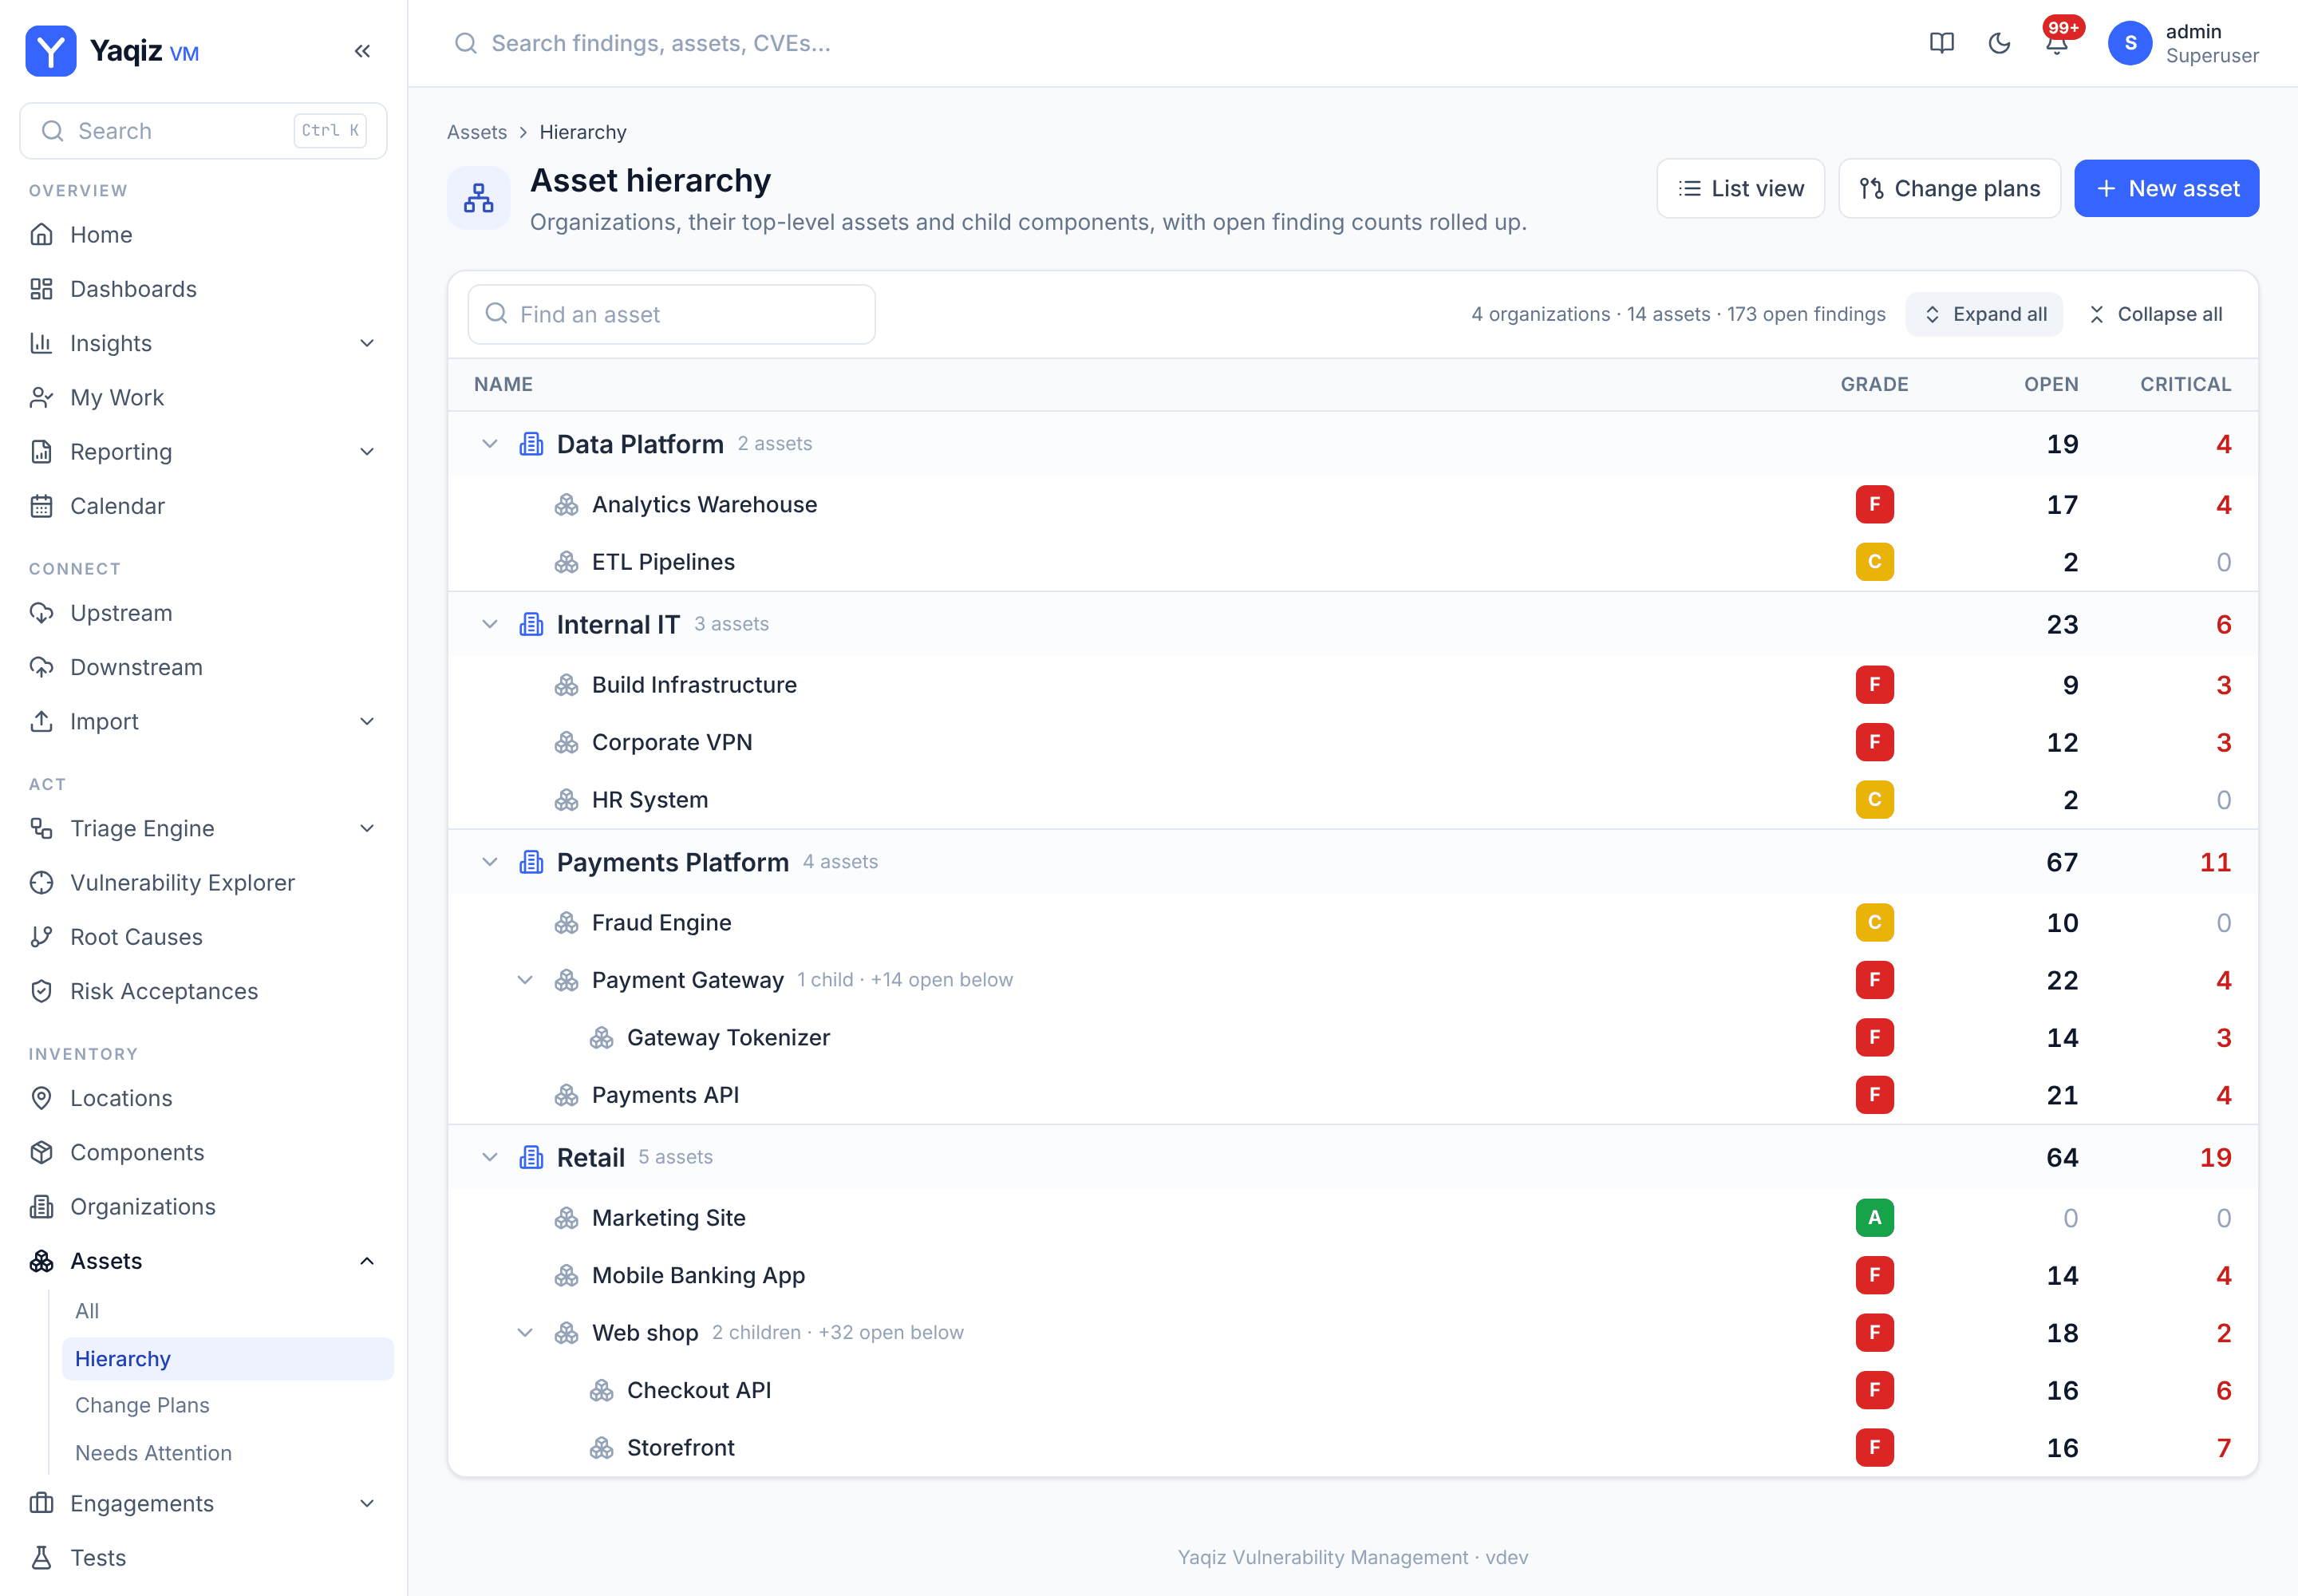 Yaqiz VM
Search Ctrl K
OVERVIEW
Home
Dashboards
Insights
My Work
Reporting
Calendar
CONNECT
Upstream
Downstream
Import
ACT
Triage Engine
Vulnerability Explorer
Root Causes
Risk Acceptances
INVENTORY
Locations
Components
Organizations
Assets
All
Hierarchy
Change Plans
Needs Attention
Engagements
Tests
Search findings, assets, CVEs...
99+
S
admin
Superuser
Assets > Hierarchy
Asset hierarchy
Organizations, their top-level assets and child components, with open finding counts rolled up.
List view
Change plans
+ New asset
Find an asset
4 organizations · 14 assets · 173 open findings
Expand all
Collapse all
NAME GRADE OPEN CRITICAL
Data Platform 2 assets 19 4
Analytics Warehouse F 17 4
ETL Pipelines C 2 0
Internal IT 3 assets 23 6
Build Infrastructure F 9 3
Corporate VPN F 12 3
HR System C 2 0
Payments Platform 4 assets 67 11
Fraud Engine C 10 0
Payment Gateway 1 child · +14 open below F 22 4
Gateway Tokenizer F 14 3
Payments API F 21 4
Retail 5 assets 64 19
Marketing Site A 0 0
Mobile Banking App F 14 4
Web shop 2 children · +32 open below F 18 2
Checkout API F 16 6
Storefront F 16 7
Yaqiz Vulnerability Management · vdev